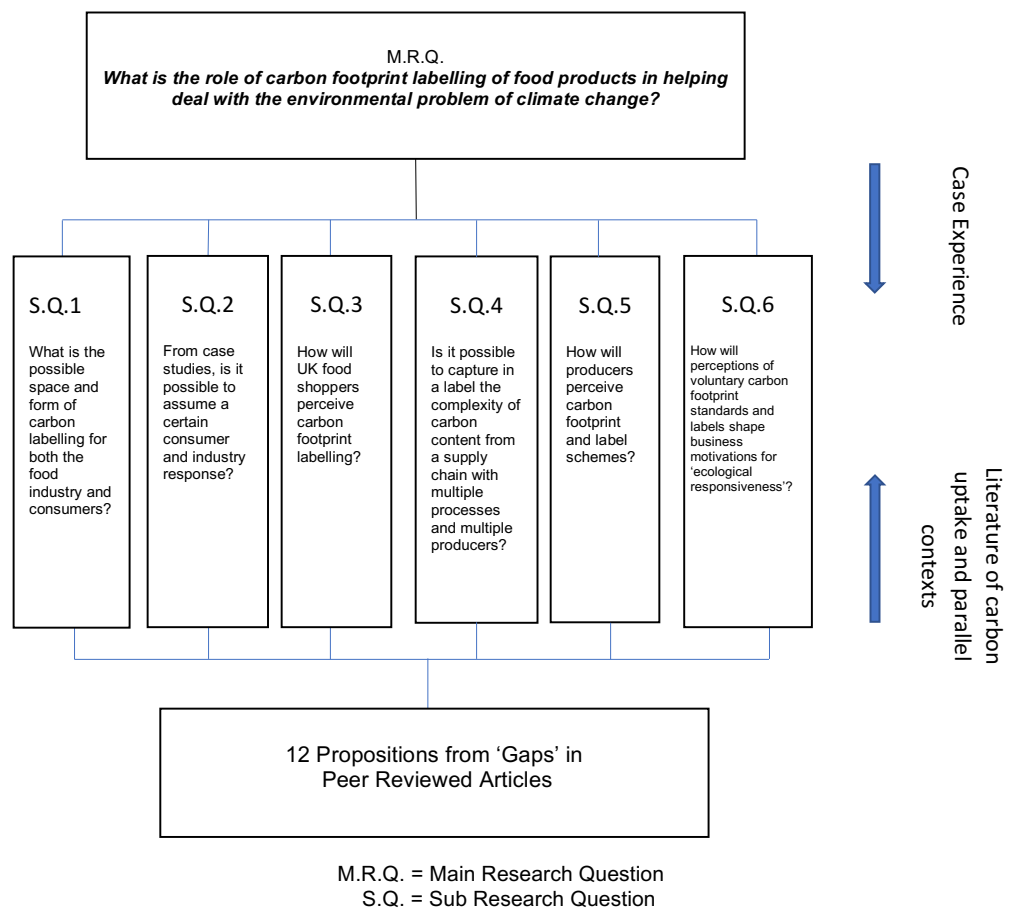 M.R.Q.
What is the role of carbon footprint labelling of food products in helping
deal with the environmental problem of climate change?
Case Experience
S.Q.1
What is the
possible
space and
form of
carbon
labelling for
both the
food
industry and
consumers?
S.Q.2
From case
studies, is it
possible to
assume a
certain
consumer
and industry
response?
S.Q.3
How will
UK food
shoppers
perceive
carbon
footprint
labelling?
S.Q.4
Is it possible
to capture in
a label the
complexity of
carbon
content from
a supply
chain with
multiple
processes
and multiple
producers?
S.Q.5
How will
producers
perceive
carbon
footprint
and label
schemes?
S.Q.6
How will
perceptions of
voluntary carbon
footprint
standards and
labels shape
business
motivations for
‘ecological
responsiveness’?
Literature of carbon
uptake and parallel
contexts
12 Propositions from ‘Gaps’ in
Peer Reviewed Articles
M.R.Q. = Main Research Question
S.Q. = Sub Research Question